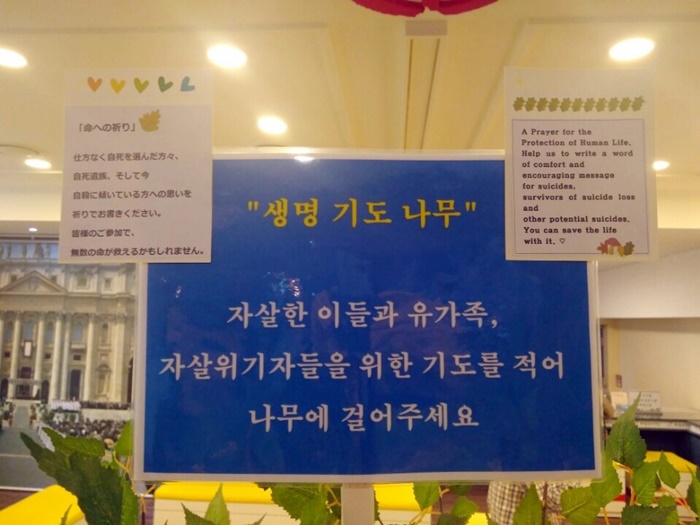 「命への祈り」
仕方なく自死を選んだ方々、
自死遺族、そして今
自殺に傾いている方への思いを
祈りでお書きください。
皆様のご参加で、
無数の命が救えるかもしれません。
"생명 기도 나무"
자살한 이들과 유가족,
자살위기자들을 위한 기도를 적어
나무에 걸어주세요
A Prayer for the
Protection of Human Life.
Help us to write a word
of comfort and
encouraging message
for suicides,
survivors of suicide loss
and
other potential suicides.
You can save the life
with it. ♡